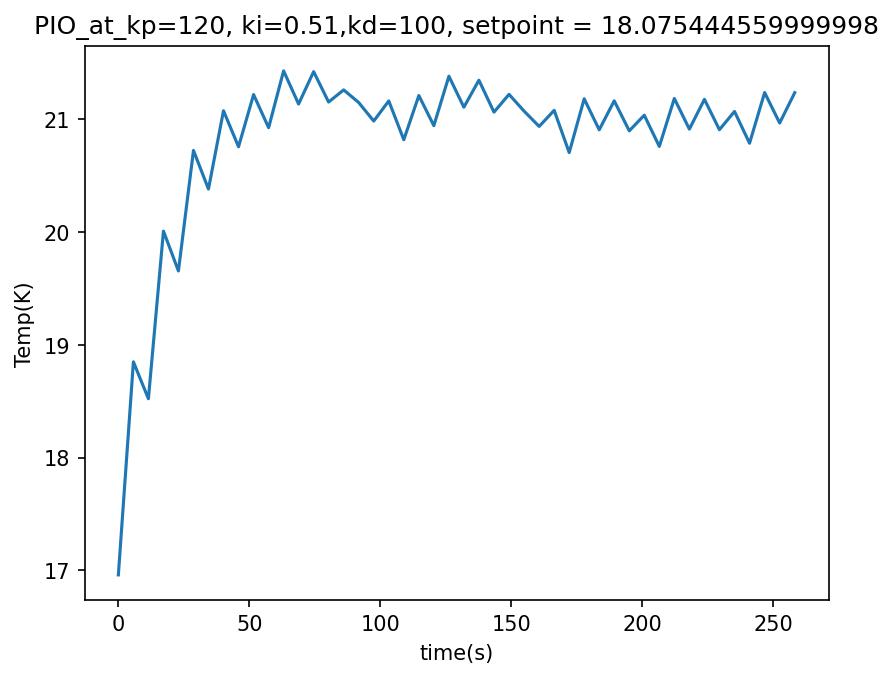 PIO_at_kp=120, ki=0.51,kd=100, setpoint = 18.075444559999998
Temp(K)
21
20
19
18
17
0 50 100 150 200 250
time(s)